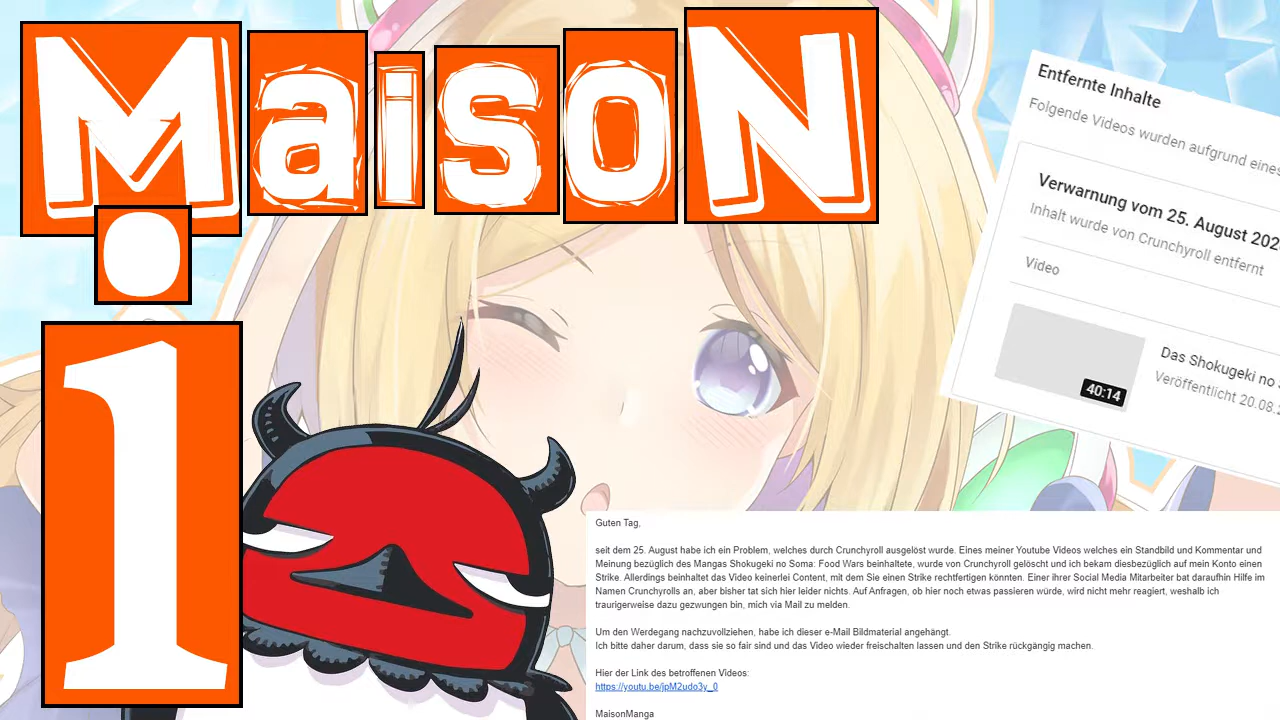 MaisoN
1
Entfernte Inhalte
Folgende Videos wurden aufgrund eines
Verwarnung vom 25. August 202
Inhalt wurde von Crunchyroll entfernt
Video
40:14
Das Shokugeki no
Veröffentlicht 20.08.
Guten Tag,
seit dem 25. August habe ich ein Problem, welches durch Crunchyroll ausgelöst wurde. Eines meiner Youtube Videos welches ein Standbild und Kommentar und
Meinung bezüglich des Mangas Shokugeki no Soma: Food Wars beinhaltete, wurde von Crunchyroll gelöscht und ich bekam diesbezüglich auf mein Konto einen
Strike. Allerdings beinhaltet das Video keinerlei Content, mit dem Sie einen Strike rechtfertigen könnten. Einer ihrer Social Media Mitarbeiter bat daraufhin Hilfe im
Namen Crunchyrolls an, aber bisher tat sich hier leider nichts. Auf Anfragen, ob hier noch etwas passieren würde, wird nicht mehr reagiert, weshalb ich
traurigerweise dazu gezwungen bin, mich via Mail zu melden.
Um den Werdegang nachzuvollziehen, habe ich dieser e-Mail Bildmaterial angehängt.
Ich bitte daher darum, dass sie so fair sind und das Video wieder freischalten lassen und den Strike rückgängig machen.
Hier der Link des betroffenen Videos:
https://youtu.be/jpM2udo3y_0
MaisonManga